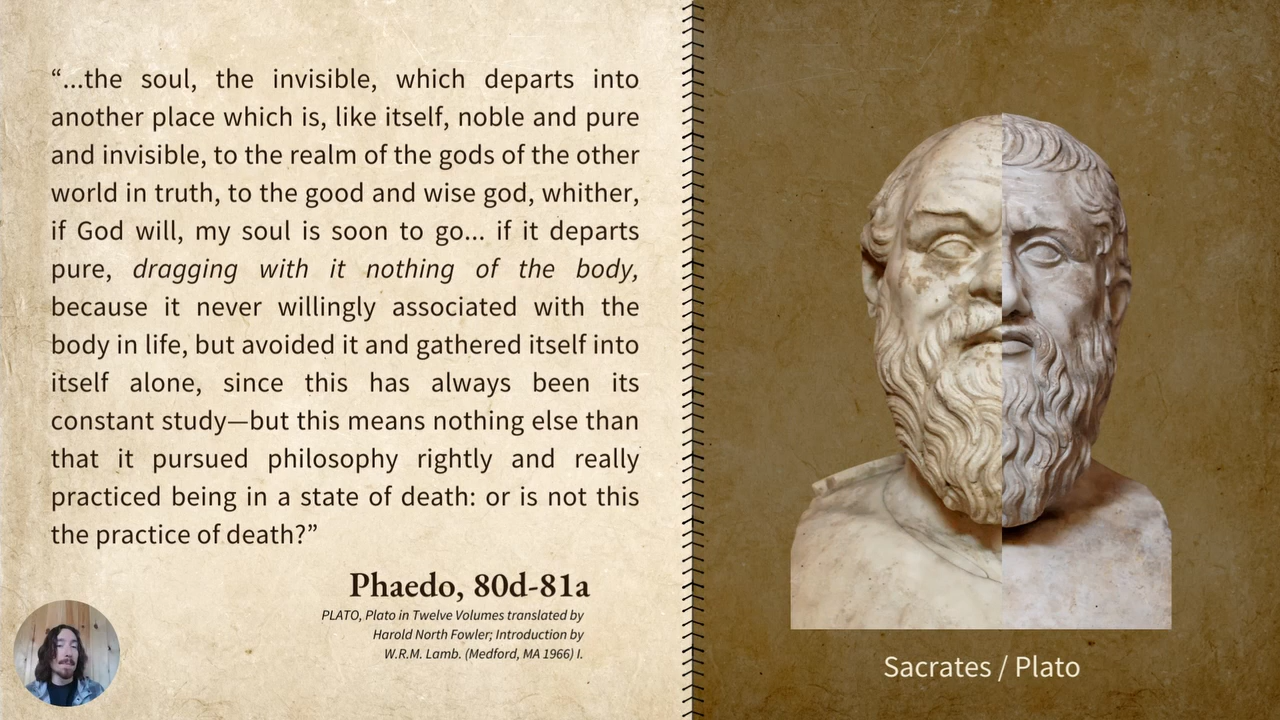 “...the soul, the invisible, which departs into
another place which is, like itself, noble and pure
and invisible, to the realm of the gods of the other
world in truth, to the good and wise god, whither,
if God will, my soul is soon to go... if it departs
pure, dragging with it nothing of the body,
because it never willingly associated with the
body in life, but avoided it and gathered itself into
itself alone, since this has always been its
constant study—but this means nothing else than
that it pursued philosophy rightly and really
practiced being in a state of death: or is not this
the practice of death?”
Phaedo, 80d-81a
PLATO, Plato in Twelve Volumes translated by
Harold North Fowler; Introduction by
W.R.M. Lamb. (Medford, MA 1966) I.
Sacrates / Plato